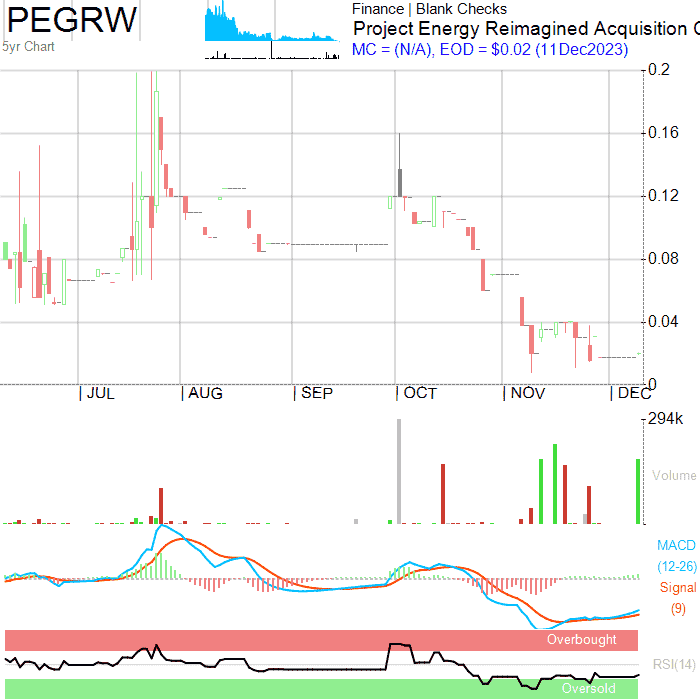 PEGRW
5yr Chart
Finance | Blank Checks
Project Energy Reimagined Acquisition C
MC = (N/A), EOD = $0.02 (11Dec2023)
0.2
0.16
0.12
0.08
0.04
0
JUL AUG SEP OCT NOV DEC
294k
Volume
MACD
(12-26)
Signal
(9)
Overbought
RSI(14)
Oversold